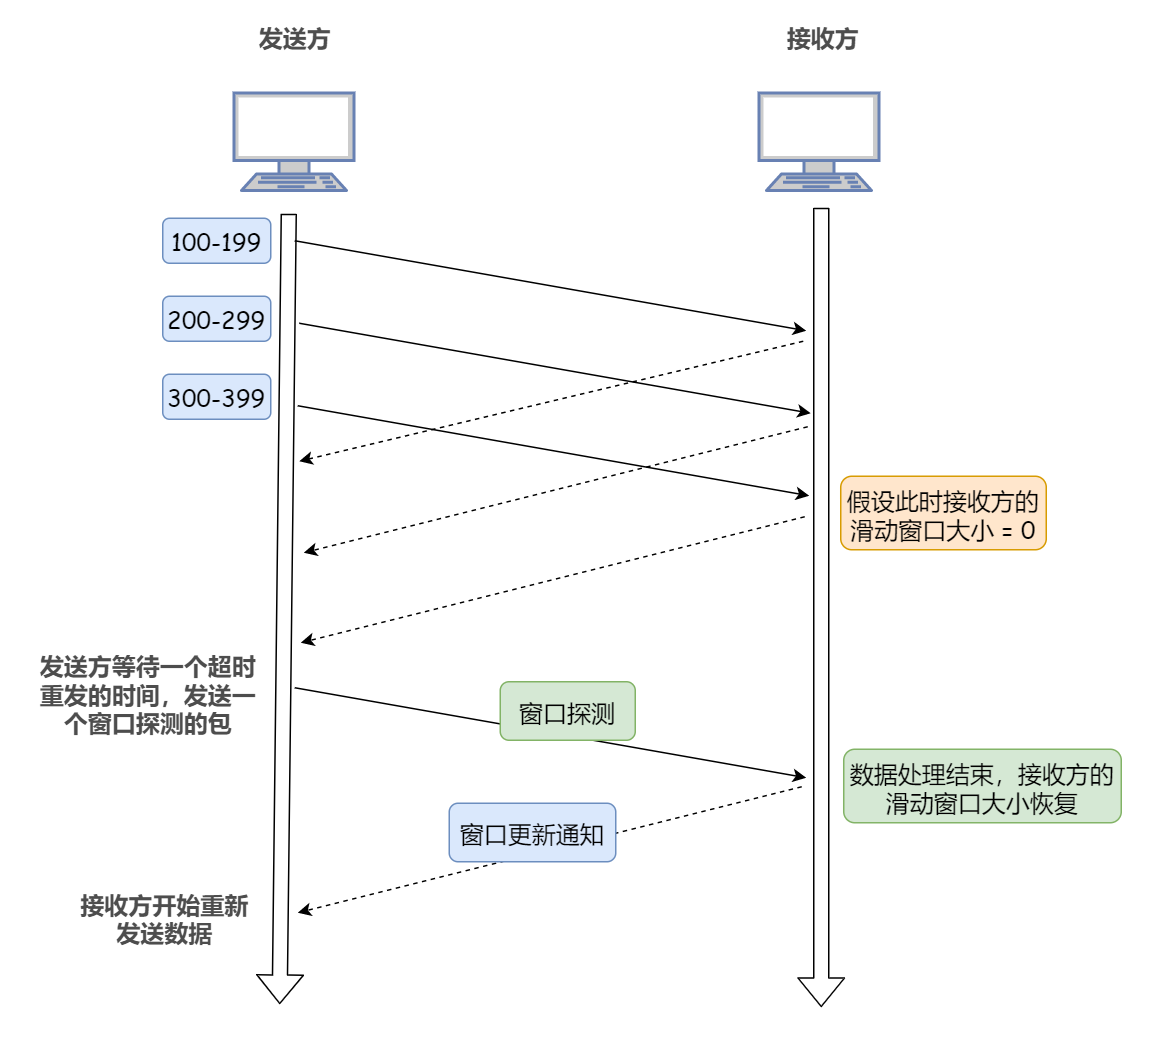 发送方
接收方
100-199
200-299
300-399
假设此时接收方的
滑动窗口大小 = 0
发送方等待一个超时
重发的时间，发送一
个窗口探测的包
窗口探测
数据处理结束，接收方的
滑动窗口大小恢复
窗口更新通知
接收方开始重新
发送数据